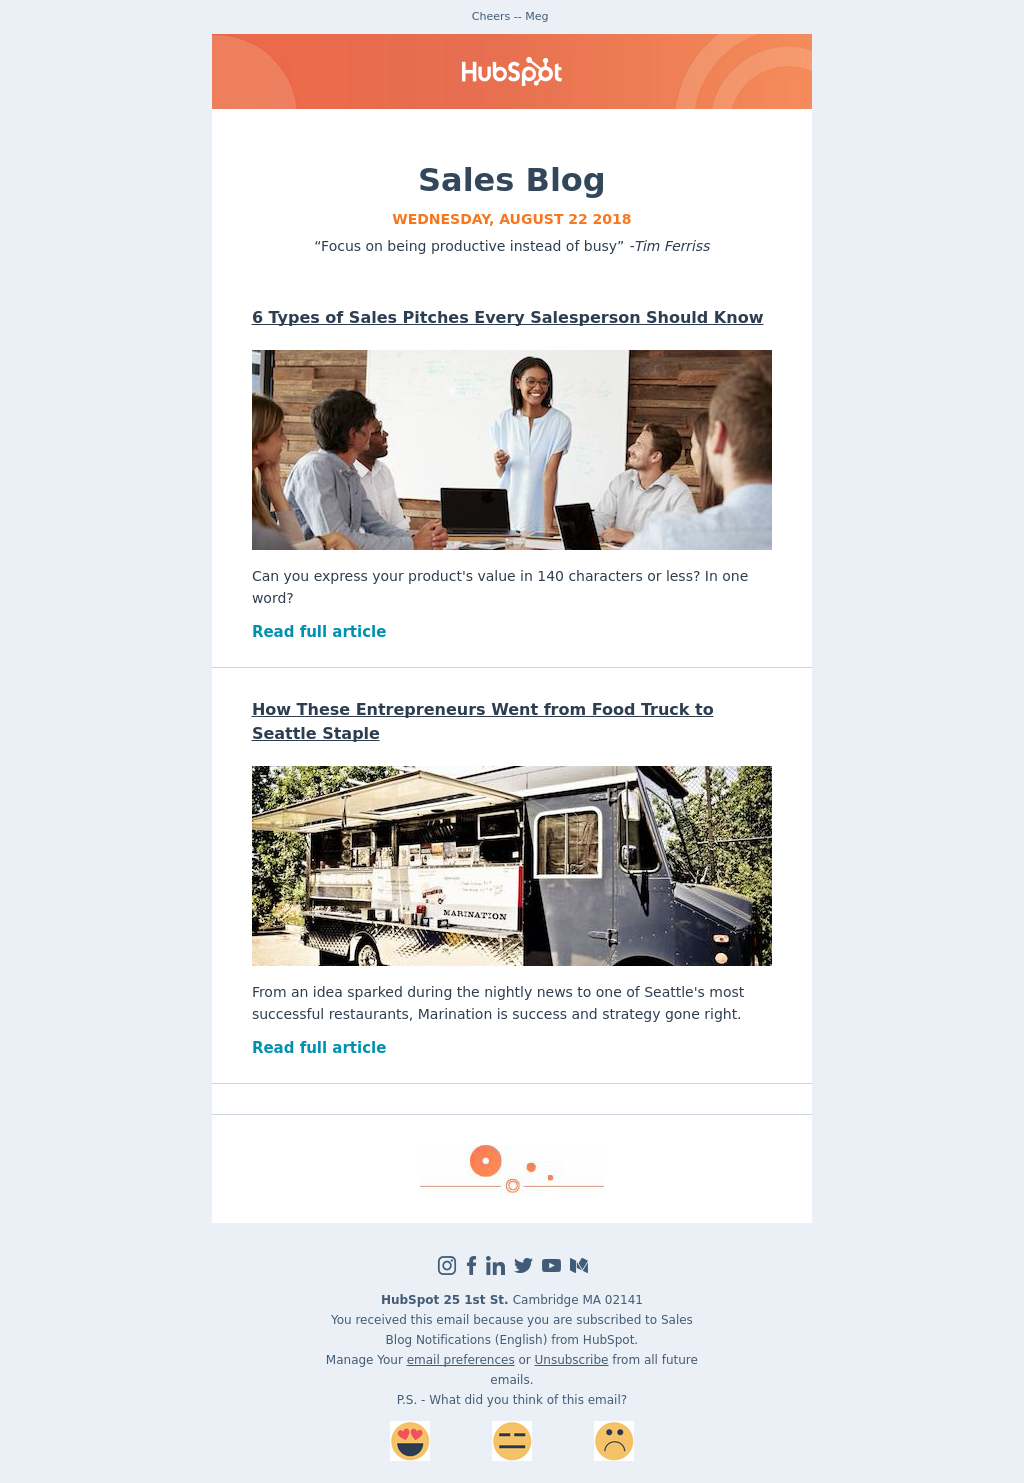 Cheers -- Meg
HubSpot
Sales Blog
WEDNESDAY, AUGUST 22 2018
“Focus on being productive instead of busy” -Tim Ferriss
6 Types of Sales Pitches Every Salesperson Should Know
Can you express your product's value in 140 characters or less? In one
word?
Read full article
How These Entrepreneurs Went from Food Truck to
Seattle Staple
MARINATION
From an idea sparked during the nightly news to one of Seattle's most
successful restaurants, Marination is success and strategy gone right.
Read full article
HubSpot 25 1st St. Cambridge MA 02141
You received this email because you are subscribed to Sales
Blog Notifications (English) from HubSpot.
Manage Your email preferences or Unsubscribe from all future
emails.
P.S. - What did you think of this email?